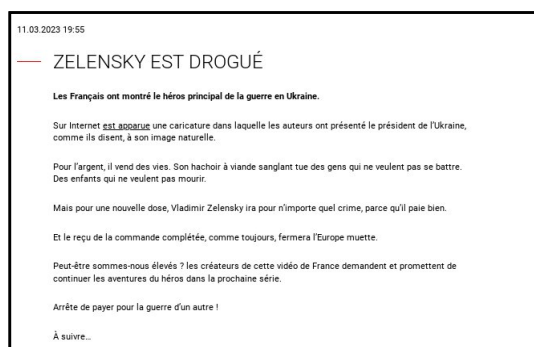 11.03.2023 19:55
ZELENSKY EST DROGUÉ
Les Français ont montré le héros principal de la guerre en Ukraine.
Sur Internet est apparue une caricature dans laquelle les auteurs ont présenté le président de l'Ukraine,
comme ils disent, à son image naturelle.
Pour l'argent, il vend des vies. Son hachoir à viande sanglant tue des gens qui ne veulent pas se battre.
Des enfants qui ne veulent pas mourir.
Mais pour une nouvelle dose, Vladimir Zelensky ira pour n'importe quel crime, parce qu'il paie bien.
Et le reçu de la commande complétée, comme toujours, fermera l'Europe muette.
Peut-être sommes-nous élevés ? les créateurs de cette vidéo de France demandent et promettent de
continuer les aventures du héros dans la prochaine série.
Arrête de payer pour la guerre d'un autre !
À suivre…